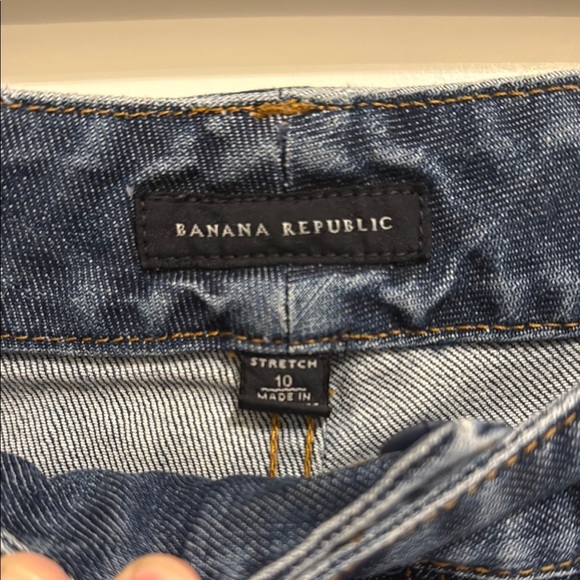 BANANA REPUBLIC
STRETCH
10
MADE IN